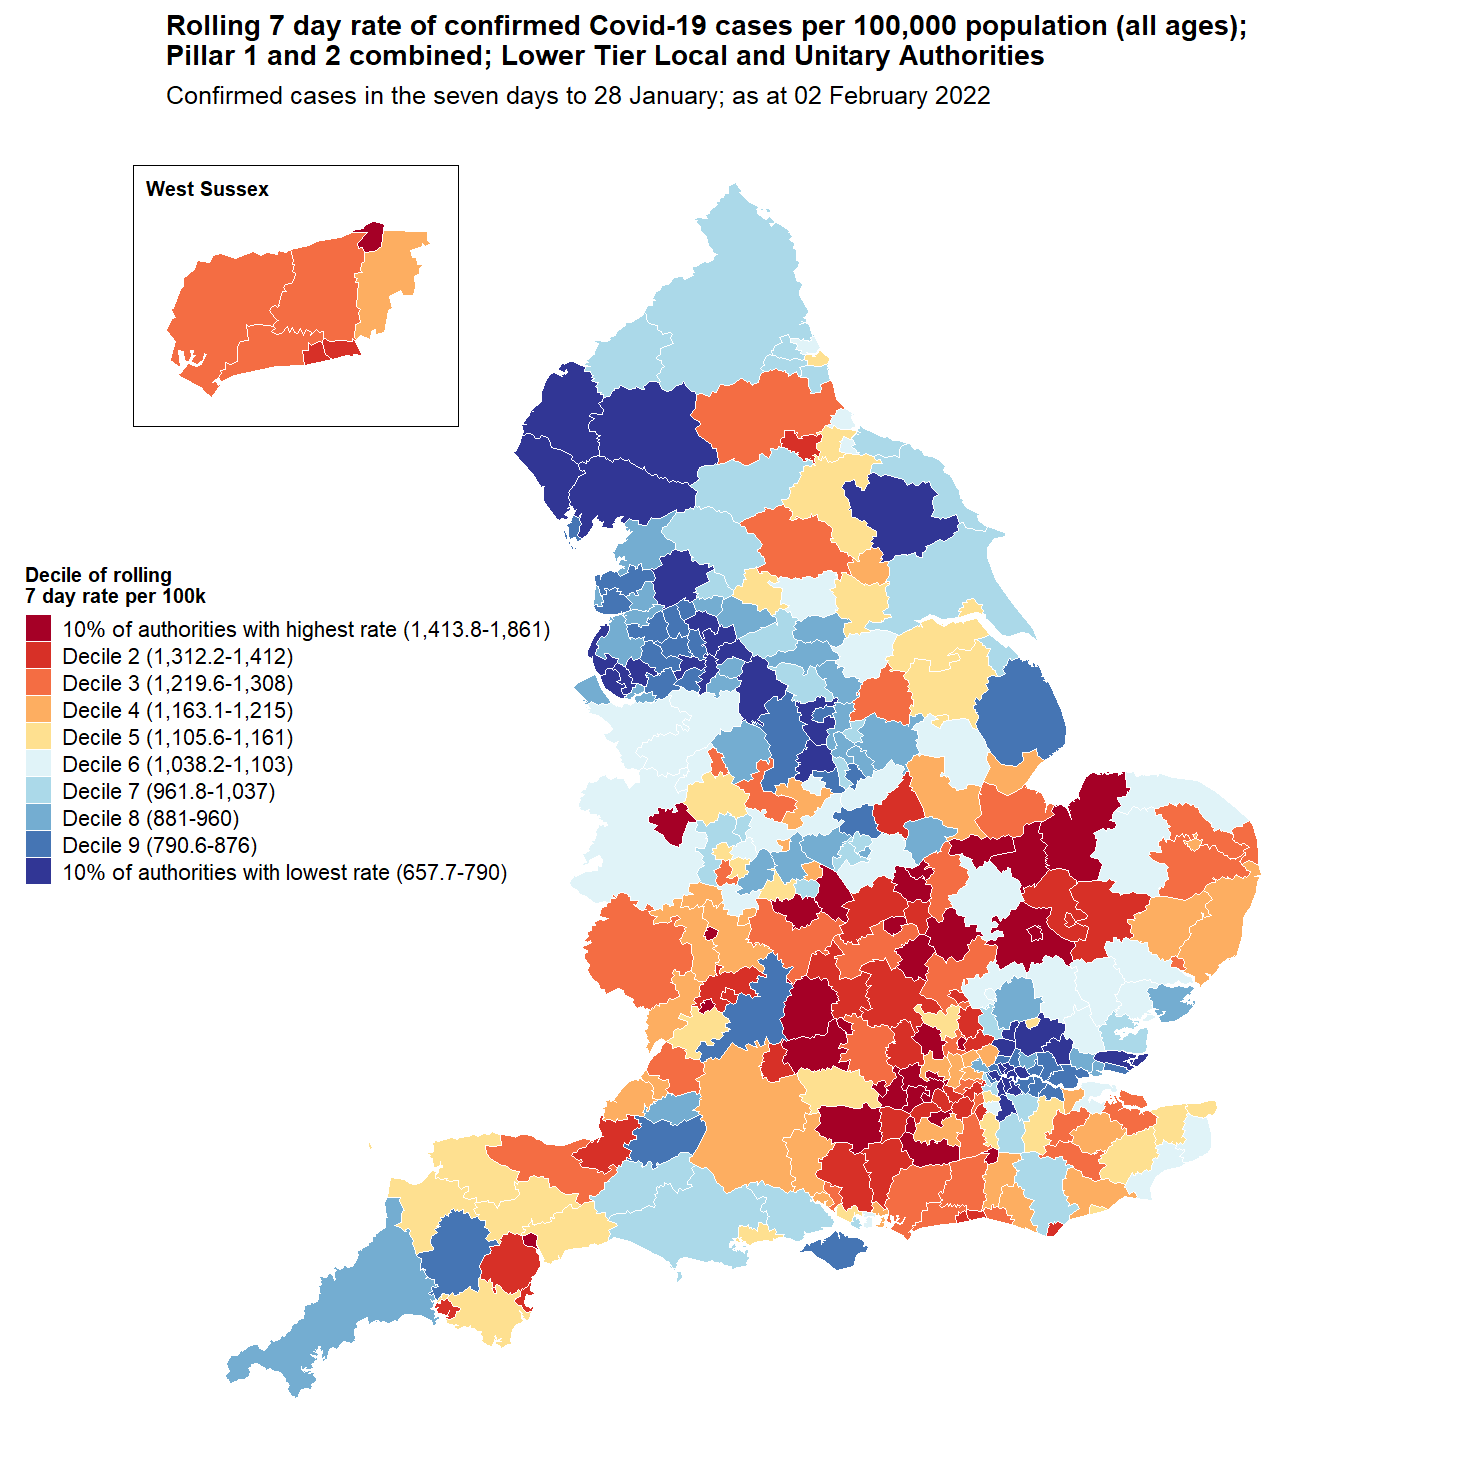 Rolling 7 day rate of confirmed Covid-19 cases per 100,000 population (all ages);
Pillar 1 and 2 combined; Lower Tier Local and Unitary Authorities
Confirmed cases in the seven days to 28 January; as at 02 February 2022
West Sussex
Decile of rolling
7 day rate per 100k
10% of authorities with highest rate (1,413.8-1,861)
Decile 2 (1,312.2-1,412)
Decile 3 (1,219.6-1,308)
Decile 4 (1,163.1-1,215)
Decile 5 (1,105.6-1,161)
Decile 6 (1,038.2-1,103)
Decile 7 (961.8-1,037)
Decile 8 (881-960)
Decile 9 (790.6-876)
10% of authorities with lowest rate (657.7-790)